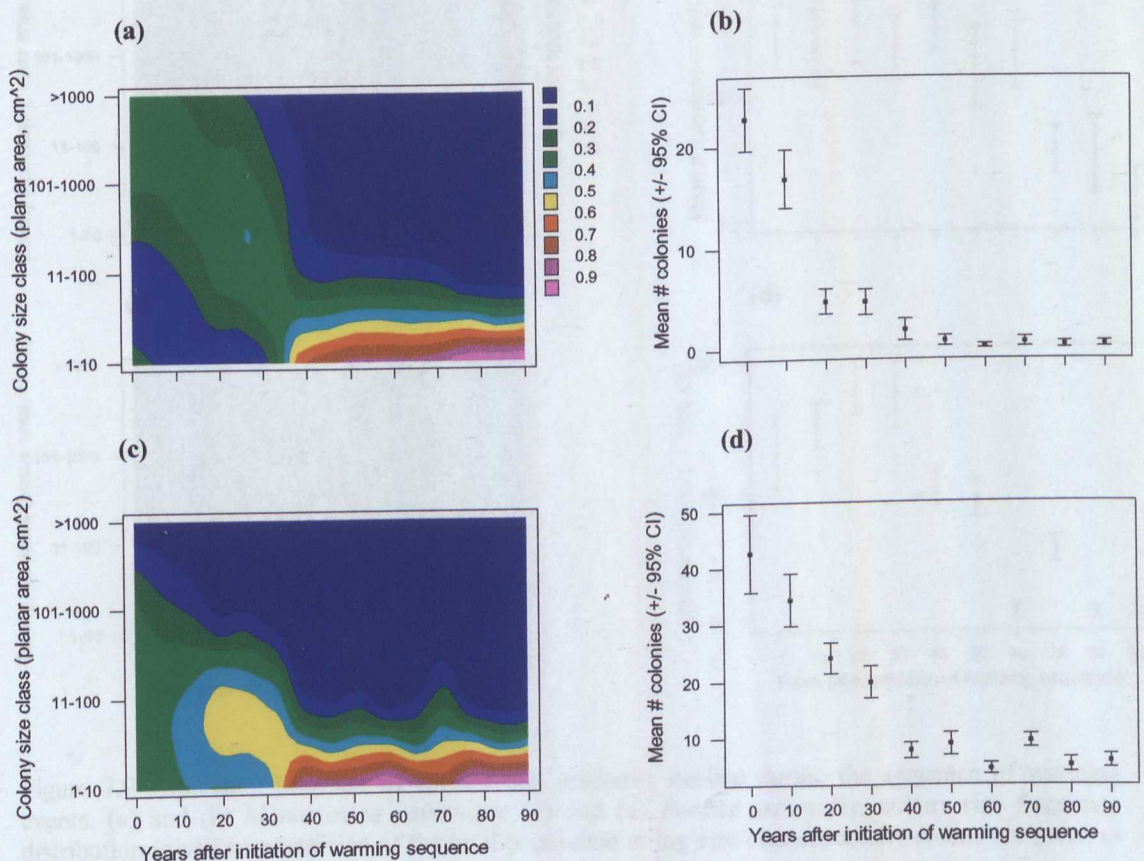 (a)
Colony size class (planar area, cm^2)
>1000
101-1000
11-100
1-10
0.1
0.2
0.3
0.4
0.5
0.6
0.7
0.8
0.9
(b)
Mean # colonies (+/- 95% CI)
20
10
0
(c)
Colony size class (planar area, cm^2)
>1000
101-1000
11-100
1-10
0 10 20 30 40 50 60 70 80 90
Years after initiation of warming sequence
(d)
Mean # colonies (+/- 95% CI)
50
40
30
20
10
0 10 20 30 40 50 60 70 80 90
Years after initiation of warming sequence